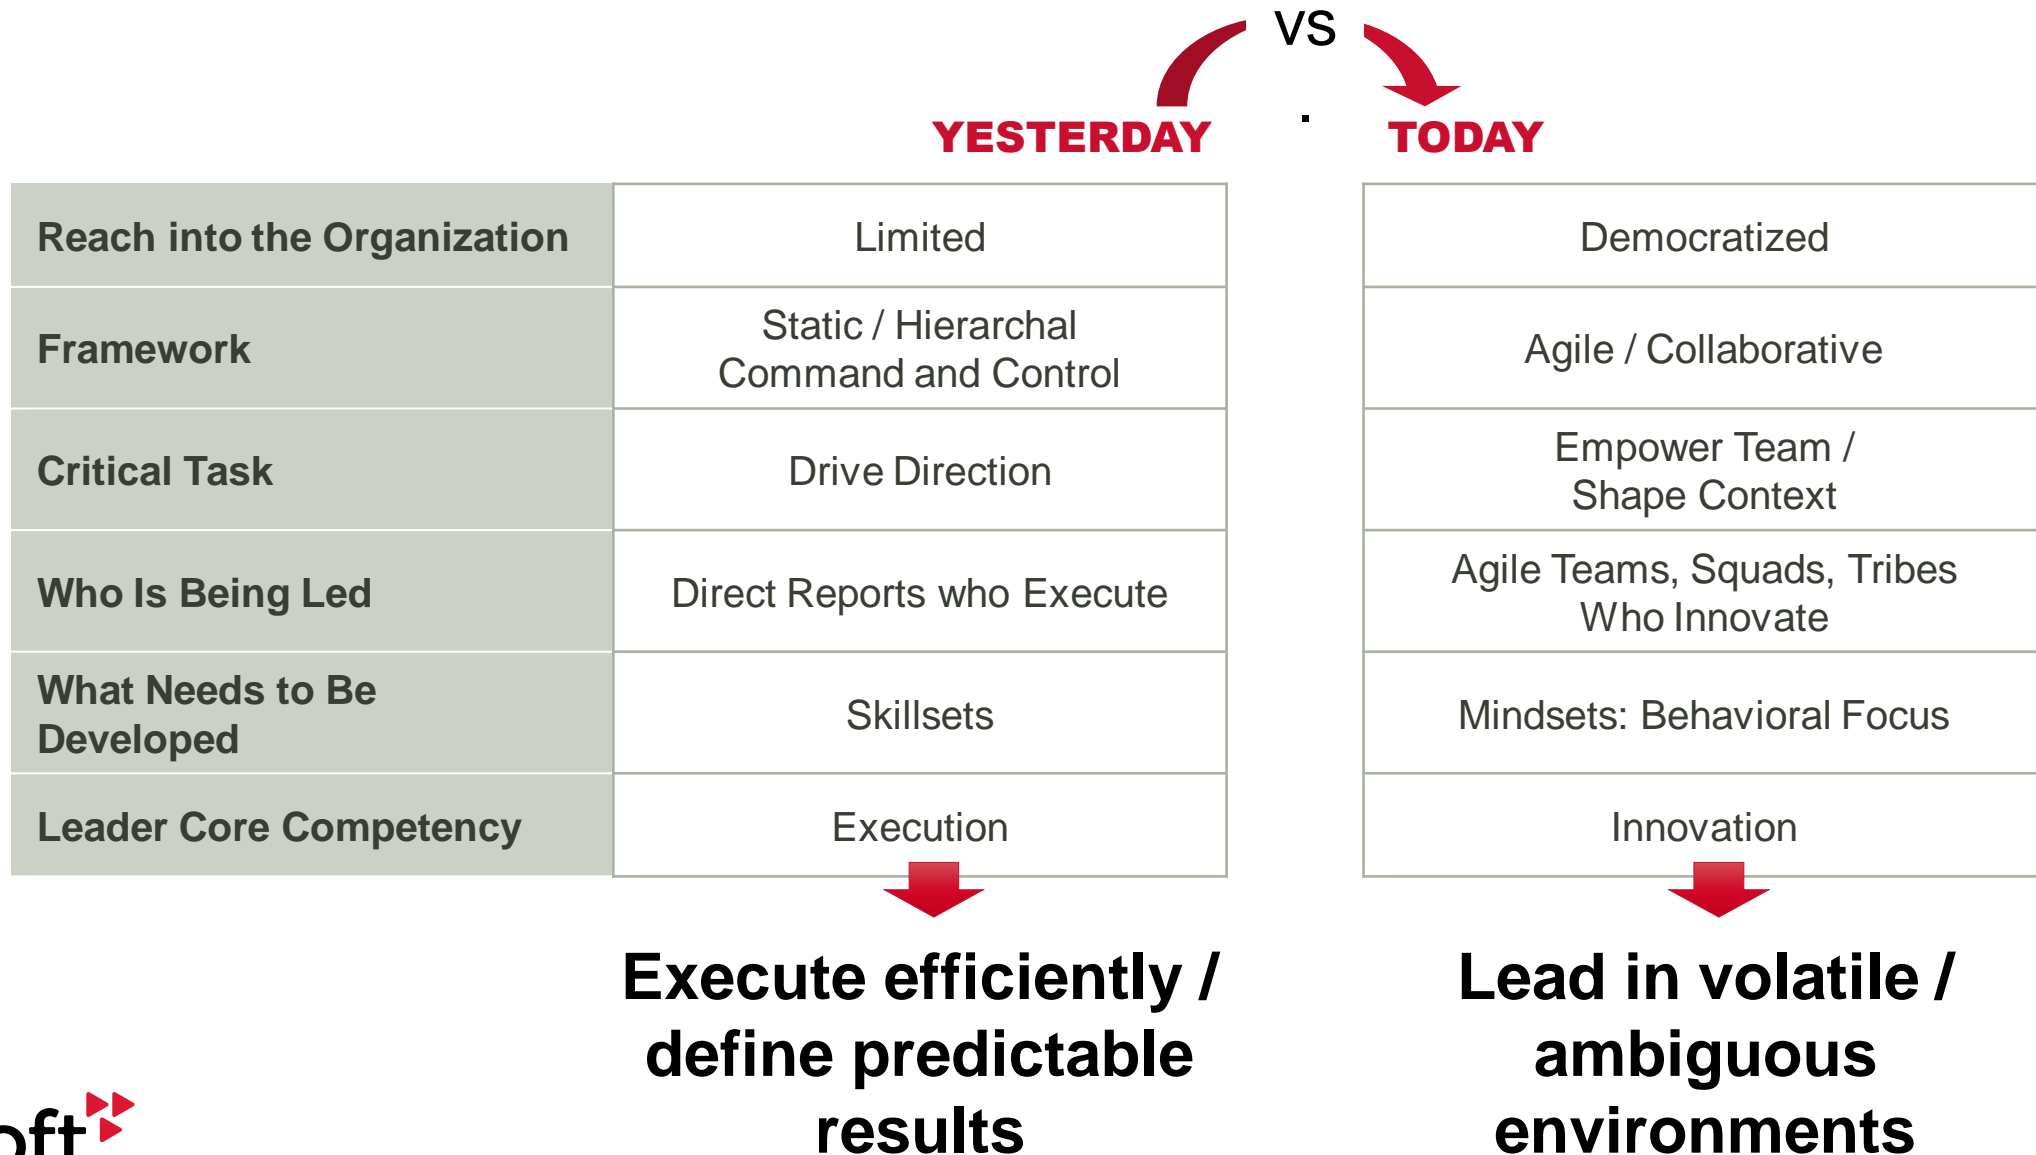 vs
.
YESTERDAY
TODAY
Reach into the Organization
Limited
Democratized
Framework
Static / Hierarchal
Command and Control
Agile / Collaborative
Critical Task
Drive Direction
Empower Team /
Shape Context
Who Is Being Led
Direct Reports who Execute
Agile Teams, Squads, Tribes
Who Innovate
What Needs to Be
Developed
Skillsets
Mindsets: Behavioral Focus
Leader Core Competency
Execution
Innovation
Execute efficiently /
define predictable
results
Lead in volatile /
ambiguous
environments